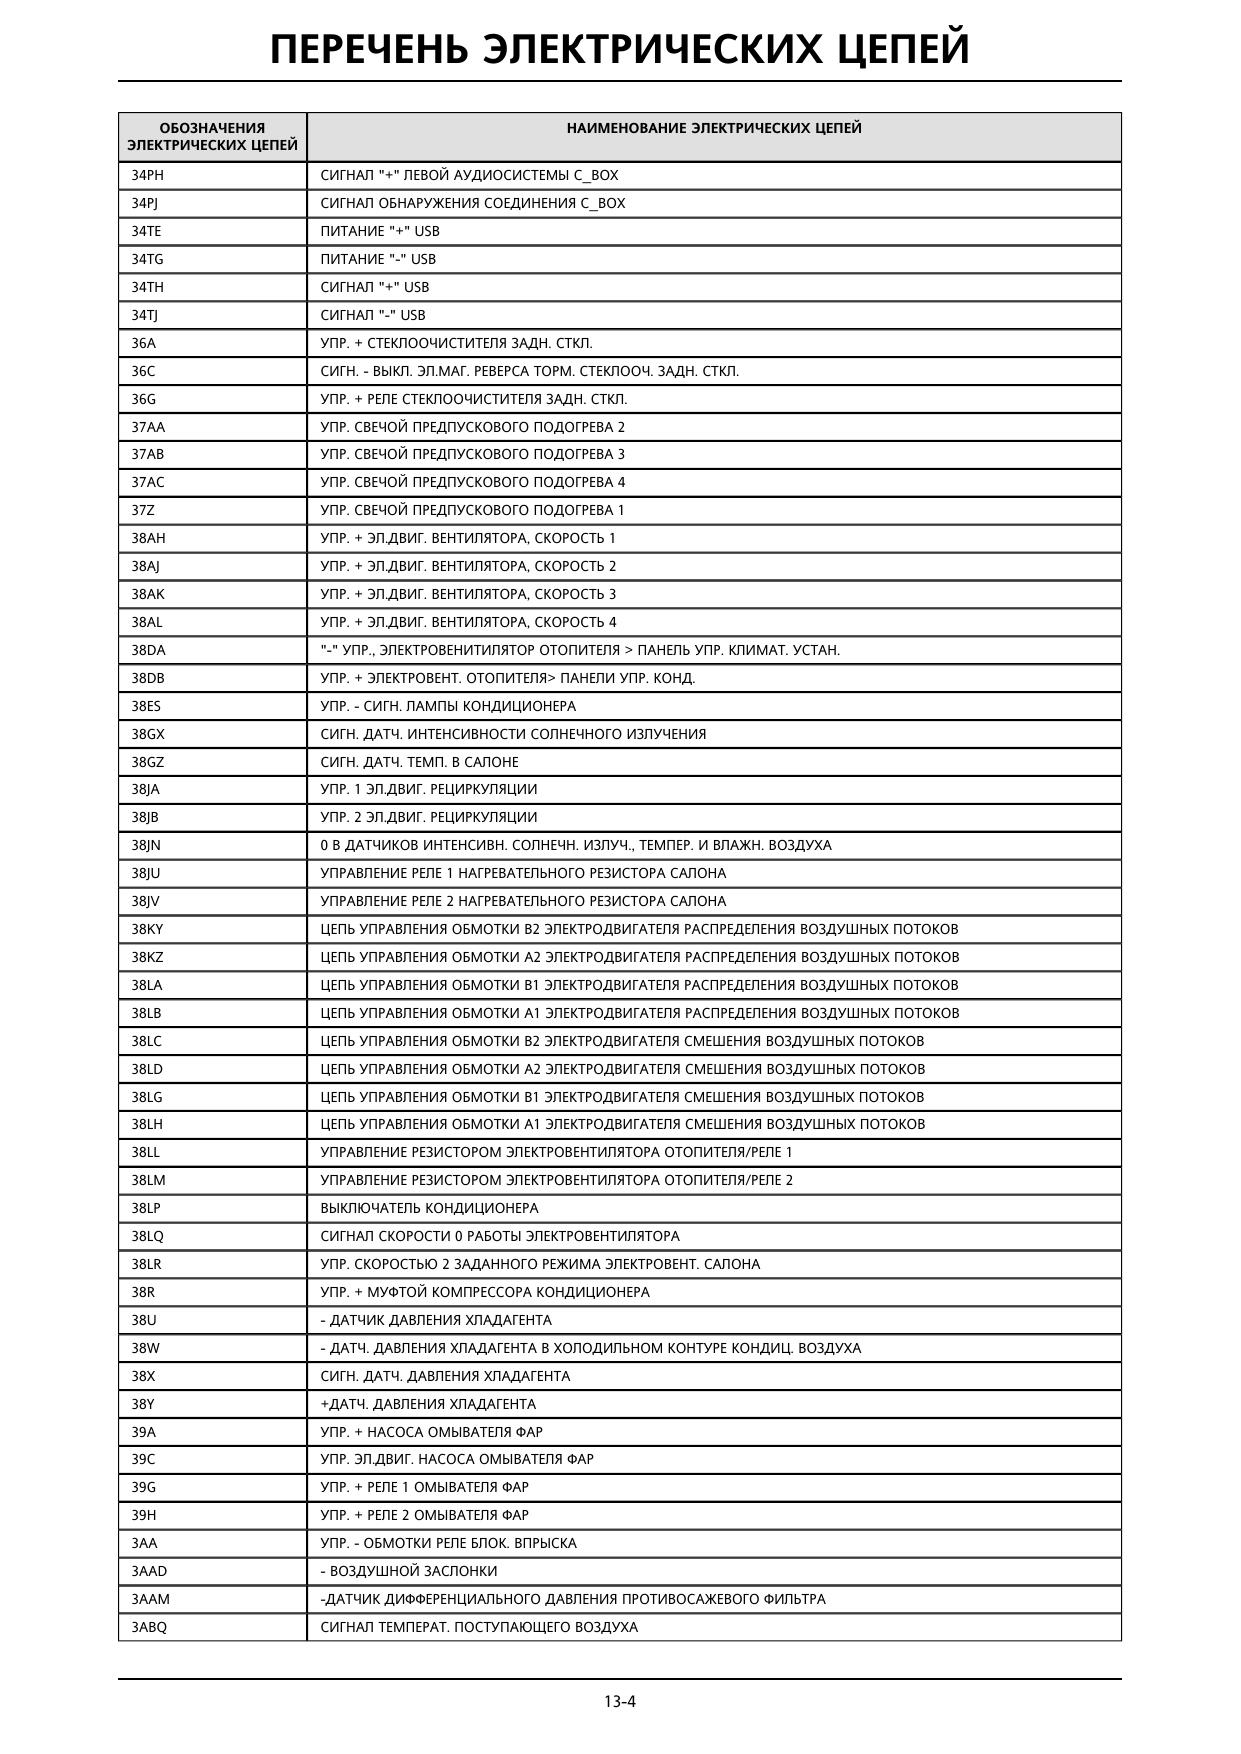 ПЕРЕЧЕНЬ ЭЛЕКТРИЧЕСКИХ ЦЕПЕЙ
ОБОЗНАЧЕНИЯ
ЭЛЕКТРИЧЕСКИХ ЦЕПЕЙ
НАИМЕНОВАНИЕ ЭЛЕКТРИЧЕСКИХ ЦЕПЕЙ
34PH СИГНАЛ "+" ЛЕВОЙ АУДИОСИСТЕМЫ C_BOX
34PJ СИГНАЛ ОБНАРУЖЕНИЯ СОЕДИНЕНИЯ C_BOX
34TE ПИТАНИЕ "+" USB
34TG ПИТАНИЕ "-" USB
34TH СИГНАЛ "+" USB
34TJ СИГНАЛ "-" USB
36A УПР. + СТЕКЛООЧИСТИТЕЛЯ ЗАДН. СТКЛ.
36C СИГН. - ВЫКЛ. ЭЛ.МАГ. РЕВЕРСА ТОРМ. СТЕКЛООЧ. ЗАДН. СТКЛ.
36G УПР. + РЕЛЕ СТЕКЛООЧИСТИТЕЛЯ ЗАДН. СТКЛ.
37AA УПР. СВЕЧОЙ ПРЕДПУСКОВОГО ПОДОГРЕВА 2
37AB УПР. СВЕЧОЙ ПРЕДПУСКОВОГО ПОДОГРЕВА 3
37AC УПР. СВЕЧОЙ ПРЕДПУСКОВОГО ПОДОГРЕВА 4
37Z УПР. СВЕЧОЙ ПРЕДПУСКОВОГО ПОДОГРЕВА 1
38AH УПР. + ЭЛ.ДВИГ. ВЕНТИЛЯТОРА, СКОРОСТЬ 1
38AJ УПР. + ЭЛ.ДВИГ. ВЕНТИЛЯТОРА, СКОРОСТЬ 2
38AK УПР. + ЭЛ.ДВИГ. ВЕНТИЛЯТОРА, СКОРОСТЬ 3
38AL УПР. + ЭЛ.ДВИГ. ВЕНТИЛЯТОРА, СКОРОСТЬ 4
38DA "-" УПР., ЭЛЕКТРОВЕНИТИЛЯТОР ОТОПИТЕЛЯ > ПАНЕЛЬ УПР. КЛИМАТ. УСТАН.
38DB УПР. + ЭЛЕКТРОВЕНТ. ОТОПИТЕЛЯ> ПАНЕЛИ УПР. КОНД.
38ES УПР. - СИГН. ЛАМПЫ КОНДИЦИОНЕРА
38GX СИГН. ДАТЧ. ИНТЕНСИВНОСТИ СОЛНЕЧНОГО ИЗЛУЧЕНИЯ
38GZ СИГН. ДАТЧ. ТЕМП. В САЛОНЕ
38JA УПР. 1 ЭЛ.ДВИГ. РЕЦИРКУЛЯЦИИ
38JB УПР. 2 ЭЛ.ДВИГ. РЕЦИРКУЛЯЦИИ
38JN 0 В ДАТЧИКОВ ИНТЕНСИВН. СОЛНЕЧН. ИЗЛУЧ., ТЕМПЕР. И ВЛАЖН. ВОЗДУХА
38JU УПРАВЛЕНИЕ РЕЛЕ 1 НАГРЕВАТЕЛЬНОГО РЕЗИСТОРА САЛОНА
38JV УПРАВЛЕНИЕ РЕЛЕ 2 НАГРЕВАТЕЛЬНОГО РЕЗИСТОРА САЛОНА
38KY ЦЕПЬ УПРАВЛЕНИЯ ОБМОТКИ B2 ЭЛЕКТРОДВИГАТЕЛЯ РАСПРЕДЕЛЕНИЯ ВОЗДУШНЫХ ПОТОКОВ
38KZ ЦЕПЬ УПРАВЛЕНИЯ ОБМОТКИ A2 ЭЛЕКТРОДВИГАТЕЛЯ РАСПРЕДЕЛЕНИЯ ВОЗДУШНЫХ ПОТОКОВ
38LA ЦЕПЬ УПРАВЛЕНИЯ ОБМОТКИ B1 ЭЛЕКТРОДВИГАТЕЛЯ РАСПРЕДЕЛЕНИЯ ВОЗДУШНЫХ ПОТОКОВ
38LB ЦЕПЬ УПРАВЛЕНИЯ ОБМОТКИ A1 ЭЛЕКТРОДВИГАТЕЛЯ РАСПРЕДЕЛЕНИЯ ВОЗДУШНЫХ ПОТОКОВ
38LC ЦЕПЬ УПРАВЛЕНИЯ ОБМОТКИ B2 ЭЛЕКТРОДВИГАТЕЛЯ СМЕШЕНИЯ ВОЗДУШНЫХ ПОТОКОВ
38LD ЦЕПЬ УПРАВЛЕНИЯ ОБМОТКИ A2 ЭЛЕКТРОДВИГАТЕЛЯ СМЕШЕНИЯ ВОЗДУШНЫХ ПОТОКОВ
38LG ЦЕПЬ УПРАВЛЕНИЯ ОБМОТКИ B1 ЭЛЕКТРОДВИГАТЕЛЯ СМЕШЕНИЯ ВОЗДУШНЫХ ПОТОКОВ
38LH ЦЕПЬ УПРАВЛЕНИЯ ОБМОТКИ A1 ЭЛЕКТРОДВИГАТЕЛЯ СМЕШЕНИЯ ВОЗДУШНЫХ ПОТОКОВ
38LL УПРАВЛЕНИЕ РЕЗИСТОРОМ ЭЛЕКТРОВЕНТИЛЯТОРА ОТОПИТЕЛЯ/РЕЛЕ 1
38LM УПРАВЛЕНИЕ РЕЗИСТОРОМ ЭЛЕКТРОВЕНТИЛЯТОРА ОТОПИТЕЛЯ/РЕЛЕ 2
38LP ВЫКЛЮЧАТЕЛЬ КОНДИЦИОНЕРА
38LQ СИГНАЛ СКОРОСТИ 0 РАБОТЫ ЭЛЕКТРОВЕНТИЛЯТОРА
38LR УПР. СКОРОСТЬЮ 2 ЗАДАННОГО РЕЖИМА ЭЛЕКТРОВЕНТ. САЛОНА
38R УПР. + МУФТОЙ КОМПРЕССОРА КОНДИЦИОНЕРА
38U - ДАТЧИК ДАВЛЕНИЯ ХЛАДАГЕНТА
38W - ДАТЧ. ДАВЛЕНИЯ ХЛАДАГЕНТА В ХОЛОДИЛЬНОМ КОНТУРЕ КОНДИЦ. ВОЗДУХА
38X СИГН. ДАТЧ. ДАВЛЕНИЯ ХЛАДАГЕНТА
38Y +ДАТЧ. ДАВЛЕНИЯ ХЛАДАГЕНТА
39A УПР. + НАСОСА ОМЫВАТЕЛЯ ФАР
39C УПР. ЭЛ.ДВИГ. НАСОСА ОМЫВАТЕЛЯ ФАР
39G УПР. + РЕЛЕ 1 ОМЫВАТЕЛЯ ФАР
39H УПР. + РЕЛЕ 2 ОМЫВАТЕЛЯ ФАР
3AA УПР. - ОБМОТКИ РЕЛЕ БЛОК. ВПРЫСКА
3AAD - ВОЗДУШНОЙ ЗАСЛОНКИ
3AAM -ДАТЧИК ДИФФЕРЕНЦИАЛЬНОГО ДАВЛЕНИЯ ПРОТИВОСАЖЕВОГО ФИЛЬТРА
3ABQ СИГНАЛ ТЕМПЕРАТ. ПОСТУПАЮЩЕГО ВОЗДУХА
13-4